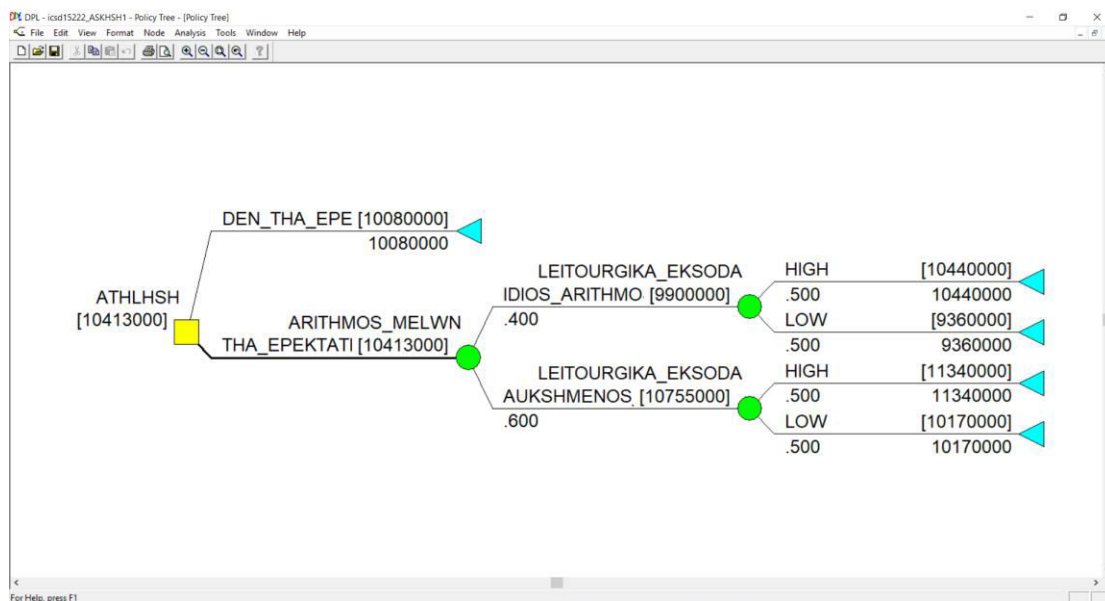 DPL - icsd15222_ASKHSH1 - Policy Tree - [Policy Tree]
File Edit View Format Node Analysis Tools Window Help
DEN_THA_EPE [10080000]
10080000
ATHLHSH
[10413000]
ARITHMOS_MELWN
THA_EPEKTATI [10413000]
LEITOURGIKA_EKSODA
IDIOS_ARITHMO [9900000]
.400
HIGH [10440000]
.500 10440000
LOW [9360000]
.500 9360000
LEITOURGIKA_EKSODA
AUKSHMENOS_ [10755000]
.600
HIGH [11340000]
.500 11340000
LOW [10170000]
.500 10170000
For Help, press F1